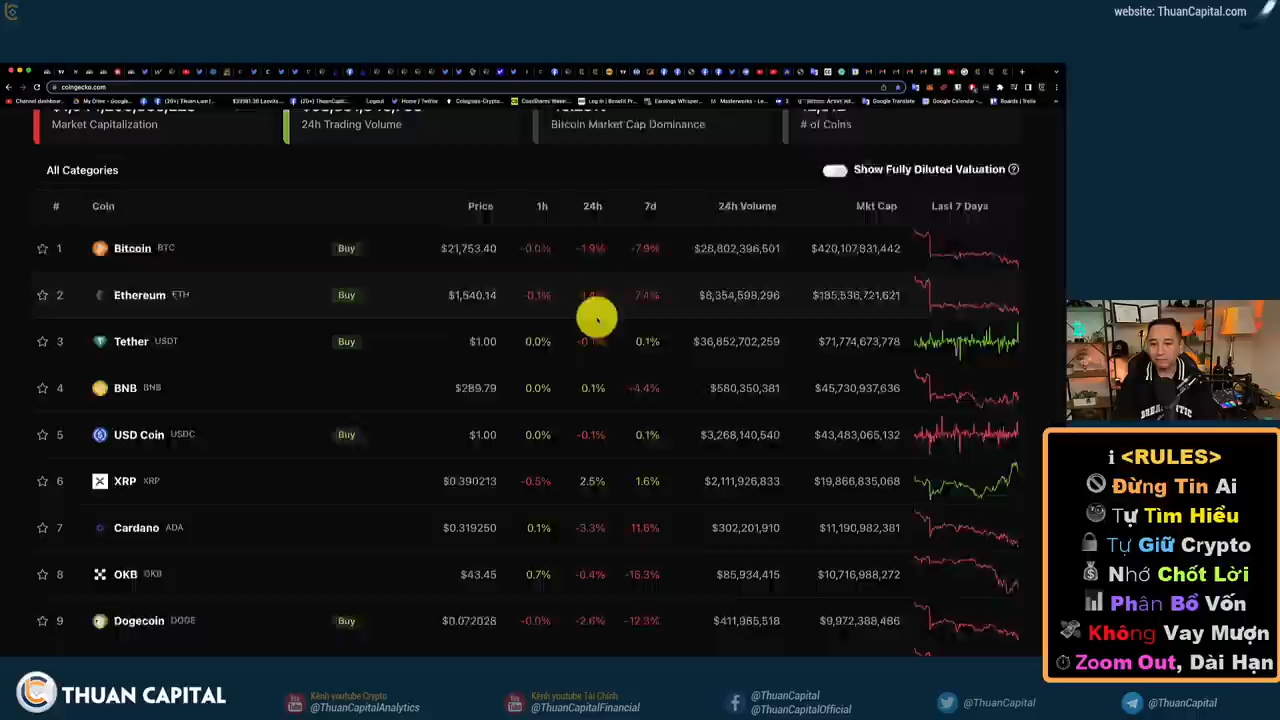 website: ThuanCapital.com
coingecko.com
Market Capitalization
24h Trading Volume
Bitcoin Market Cap Dominance
# of Coins
All Categories
Show Fully Diluted Valuation
# Coin Price 1h 24h 7d 24h Volume Mkt Cap Last 7 Days
1 Bitcoin BTC Buy $21,753.40 -0.0% -1.9% -7.9% $28,802,396,501 $420,107,831,442
2 Ethereum ETH Buy $1,540.14 -0.1% 7.4% $8,354,598,296 $185,536,721,621
3 Tether USDT Buy $1.00 0.0% -0.1% 0.1% $36,852,702,259 $71,774,673,778
4 BNB BNB $289.79 0.0% 0.1% -4.4% $580,350,381 $45,730,937,636
5 USD Coin USDC Buy $1.00 0.0% -0.1% 0.1% $3,268,140,540 $43,483,065,132
6 XRP XRP $0.390213 -0.5% 2.5% 1.6% $2,111,926,833 $19,866,835,068
7 Cardano ADA $0.319250 0.1% -3.3% 11.6% $302,201,910 $11,190,982,381
8 OKB OKB $43.45 0.7% -0.4% -16.3% $85,934,415 $10,716,988,272
9 Dogecoin DOGE Buy $0.072028 -0.0% -2.6% -12.3% $411,985,518 $9,972,388,486
<RULES>
Đừng Tin Ai
Tự Tìm Hiểu
Tự Giữ Crypto
Nhớ Chốt Lời
Phân Bổ Vốn
Không Vay Mượn
Zoom Out, Dài Hạn
THUAN CAPITAL
Kênh youtube Crypto
@ThuanCapitalAnalytics
Kênh youtube Tài Chính
@ThuanCapitalFinancial
@ThuanCapital
@ThuanCapitalOfficial
@ThuanCapital
@ThuanCapital